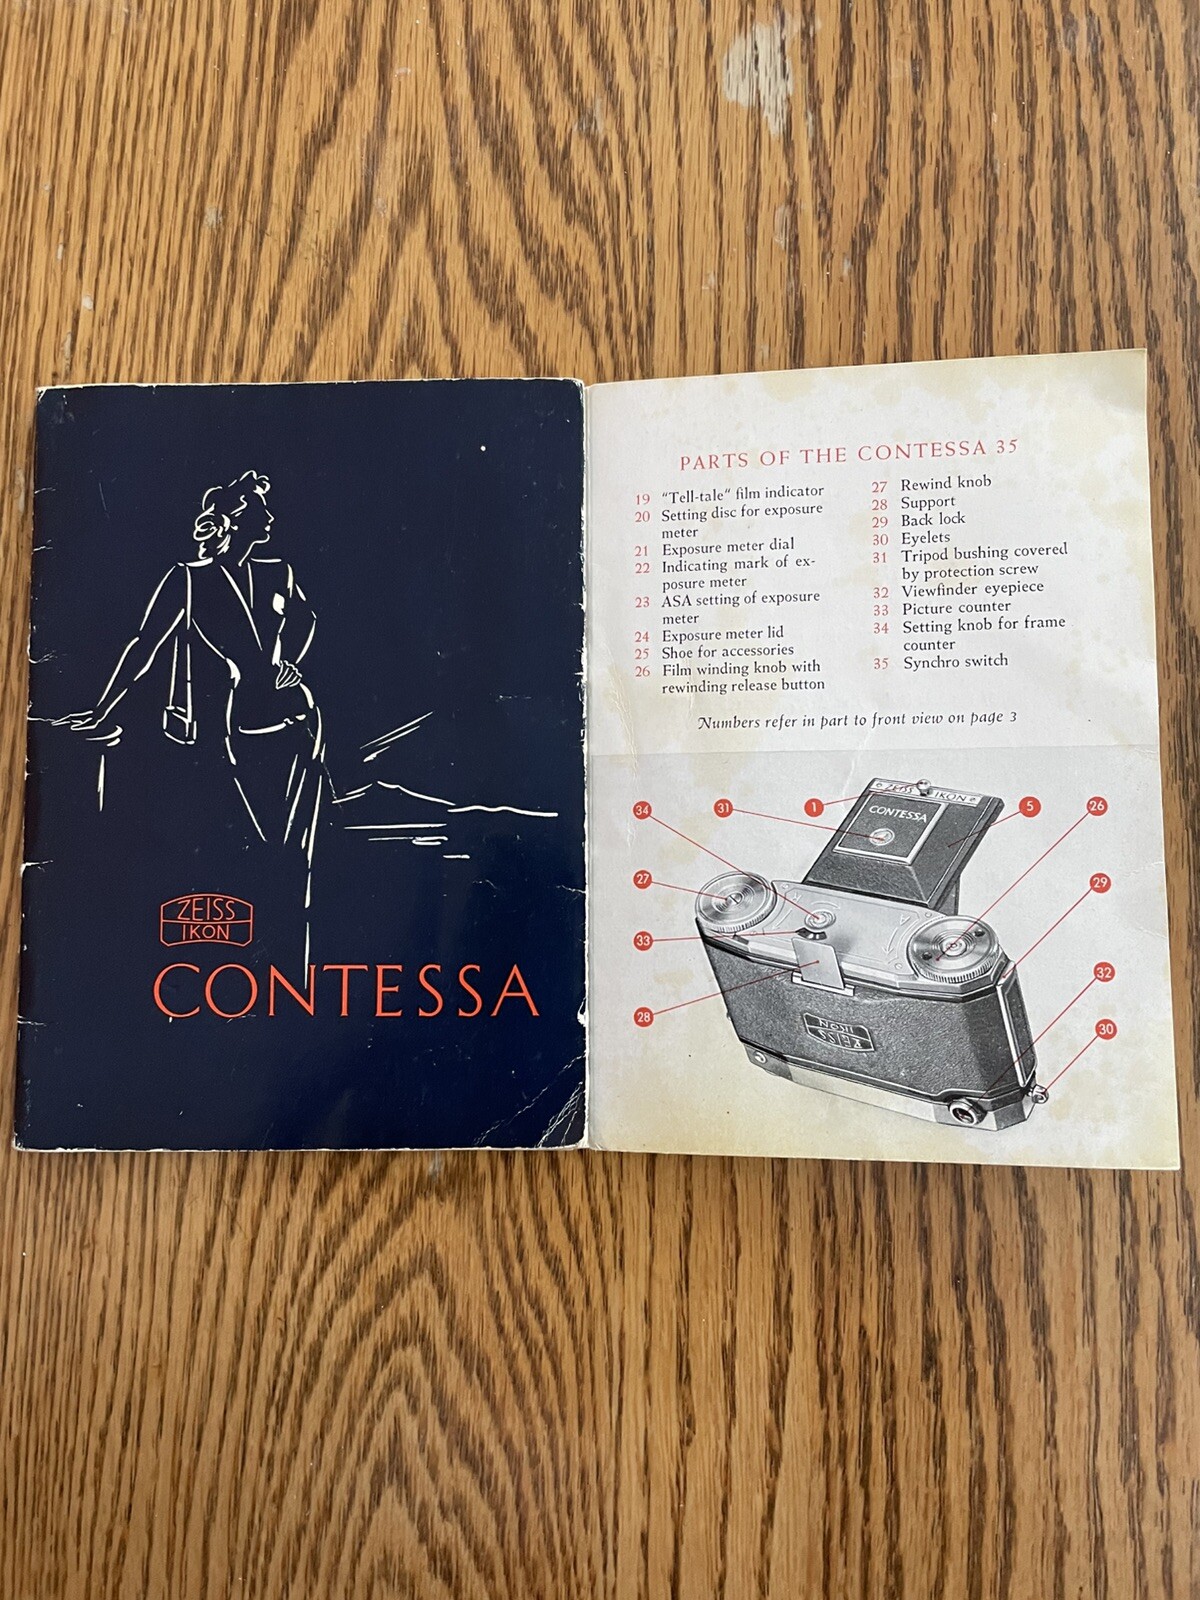 ZEISS
IKON
CONTESSA
PARTS OF THE CONTESSA 35
19 “Tell-tale“ film indicator
20 Setting disc for exposure
meter
21 Exposure meter dial
22 Indicating mark of ex-
posure meter
23 ASA setting of exposure
meter
24 Exposure meter lid
25 Shoe for accessories
26 Film winding knob with
rewinding release button
27 Rewind knob
28 Support
29 Back lock
30 Eyelets
31 Tripod bushing covered
by protection screw
32 Viewfinder eyepiece
33 Picture counter
34 Setting knob for frame
counter
35 Synchro switch
Numbers refer in part to front view on page 3
34
31
1
ZEISS IKON
CONTESSA
5
26
27
29
33
32
28
30
ZEISS
IKON